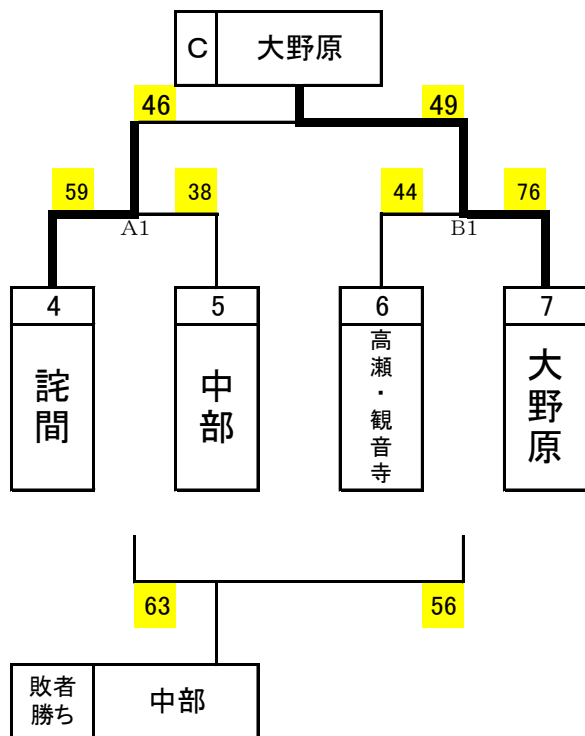 C 大野原
46 49
59 38 44 76
A1 B1
4 5 6 7
詫間
中部
高瀬・観音寺
大野原
63 56
敗者
勝ち
中部